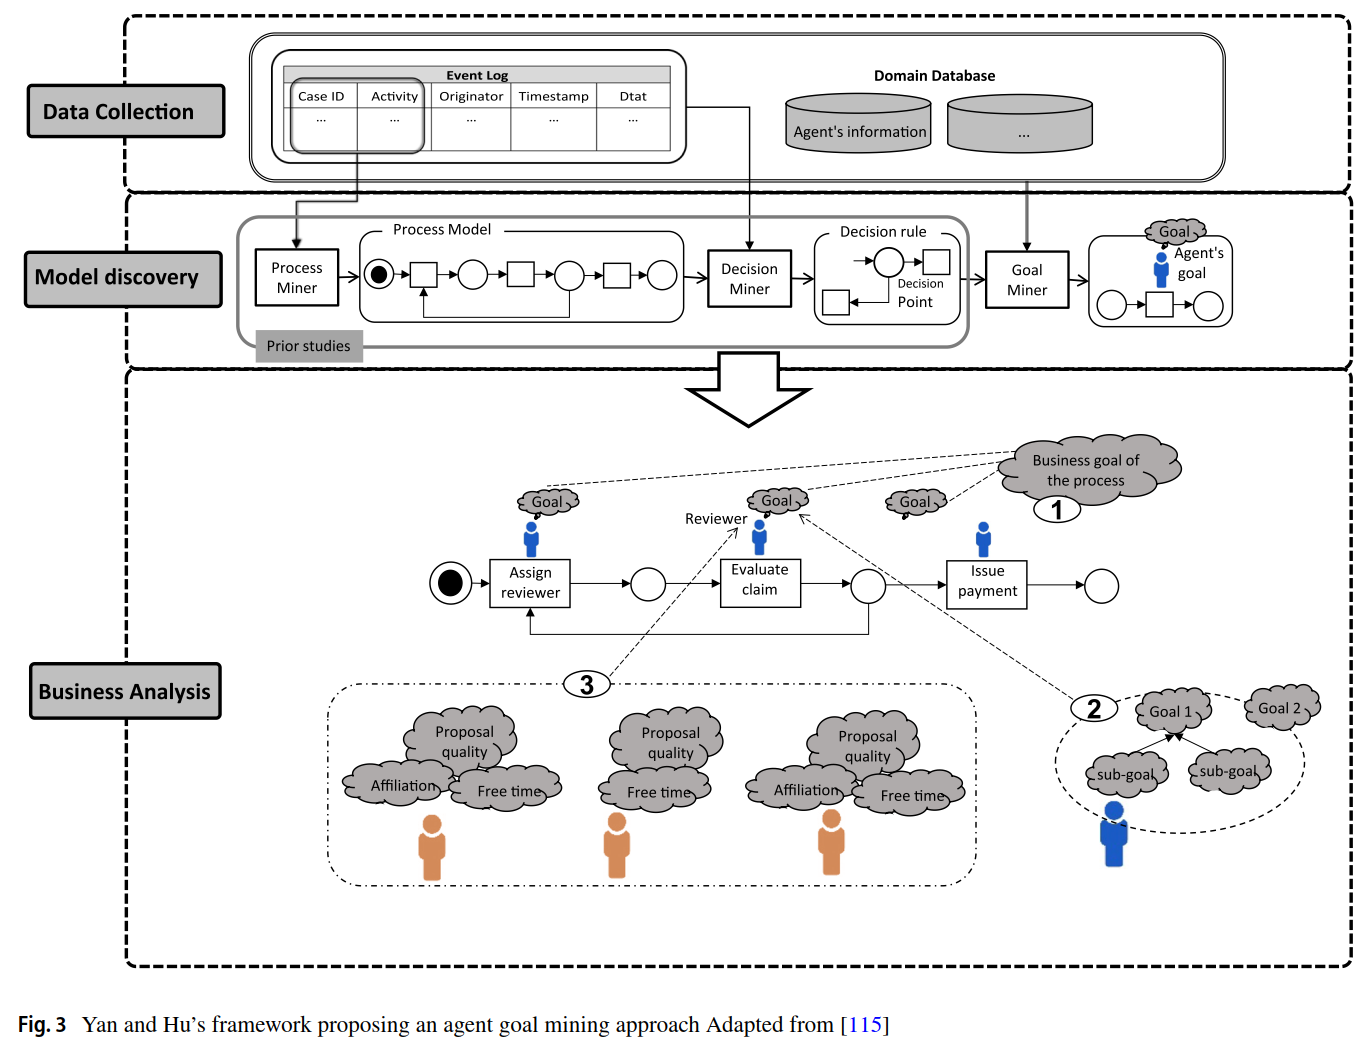 Data Collection
Event Log
Case ID Activity Originator Timestamp Dtat
... ... ... ... ...
Domain Database
Agent's information
...
Model discovery
Process
Miner
Process Model
Decision
Miner
Decision rule
Decision
Point
Goal
Miner
Goal
Agent's
goal
Prior studies
Business goal of
the process
1
Goal
Goal
Goal
Reviewer
Assign
reviewer
Evaluate
claim
Issue
payment
Business Analysis
3
Proposal
quality
Affiliation
Free time
Proposal
quality
Free time
Proposal
quality
Affiliation
Free time
2
Goal 1
Goal 2
sub-goal
sub-goal
Fig. 3 Yan and Hu's framework proposing an agent goal mining approach Adapted from [115]